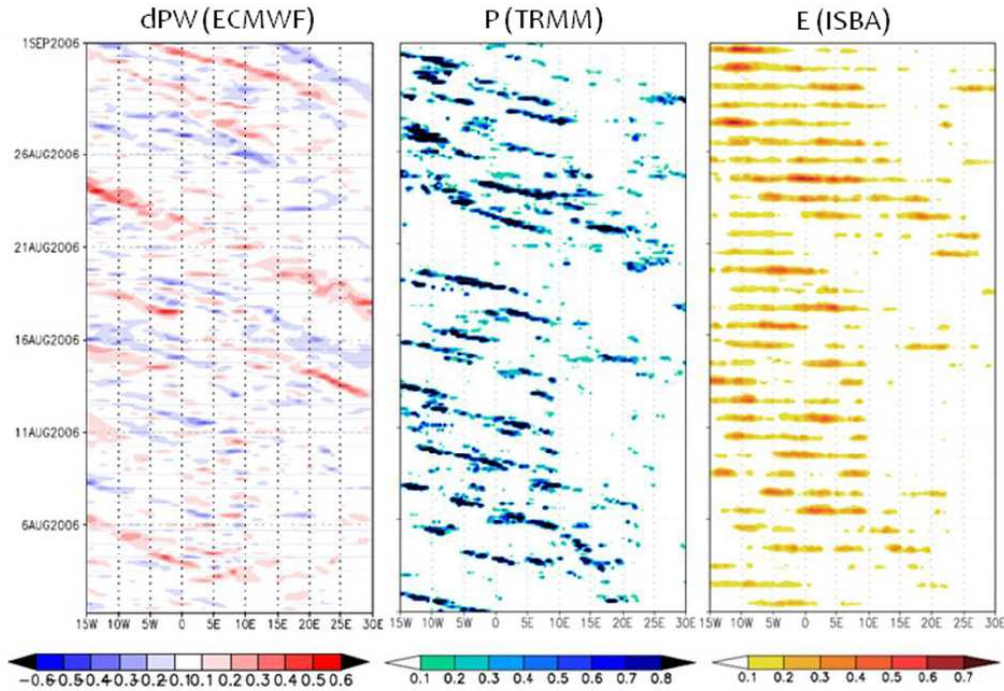 dPW (ECMWF)
P (TRMM)
E (ISBA)
1SEP2006
26AUG2006
21AUG2006
16AUG2006
11AUG2006
6AUG2006
15W 10W 5W 0 5E 10E 15E 20E 25E 30E
15W 10W 5W 0 5E 10E 15E 20E 25E 30E
15W 10W 5W 0 5E 10E 15E 20E 25E 30E
-0.6 -0.5 -0.4 -0.3 -0.2 -0.10 0.1 0.2 0.3 0.4 0.5 0.6
0.1 0.2 0.3 0.4 0.5 0.6 0.7 0.8
0.1 0.2 0.3 0.4 0.5 0.6 0.7